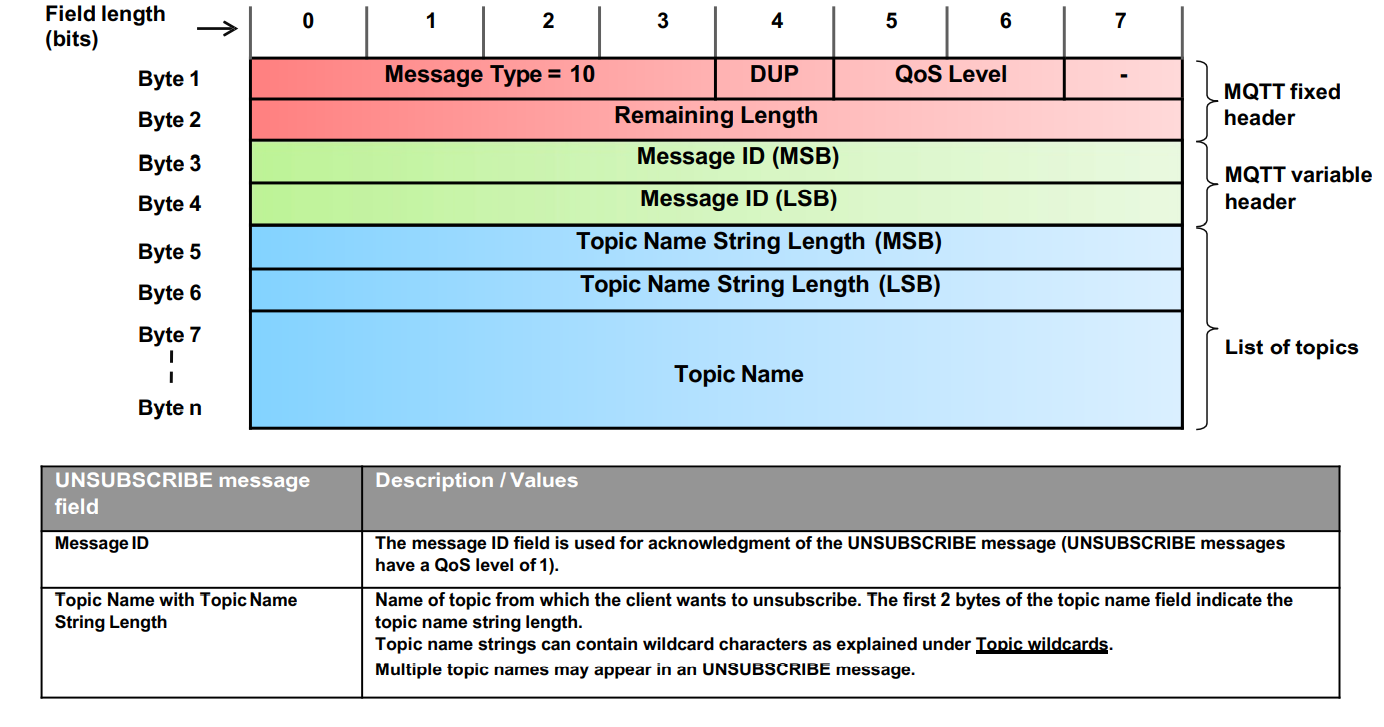 Field length
(bits)
0 1 2 3 4 5 6 7
Byte 1
Message Type = 10
DUP
QoS Level
-
MQTT fixed
header
Byte 2
Remaining Length
Byte 3
Message ID (MSB)
MQTT variable
header
Byte 4
Message ID (LSB)
Byte 5
Topic Name String Length (MSB)
Byte 6
Topic Name String Length (LSB)
Byte 7
Topic Name
List of topics
Byte n
UNSUBSCRIBE message
field
Description / Values
Message ID
The message ID field is used for acknowledgment of the UNSUBSCRIBE message (UNSUBSCRIBE messages
have a QoS level of 1).
Topic Name with Topic Name
String Length
Name of topic from which the client wants to unsubscribe. The first 2 bytes of the topic name field indicate the
topic name string length.
Topic name strings can contain wildcard characters as explained under Topic wildcards.
Multiple topic names may appear in an UNSUBSCRIBE message.